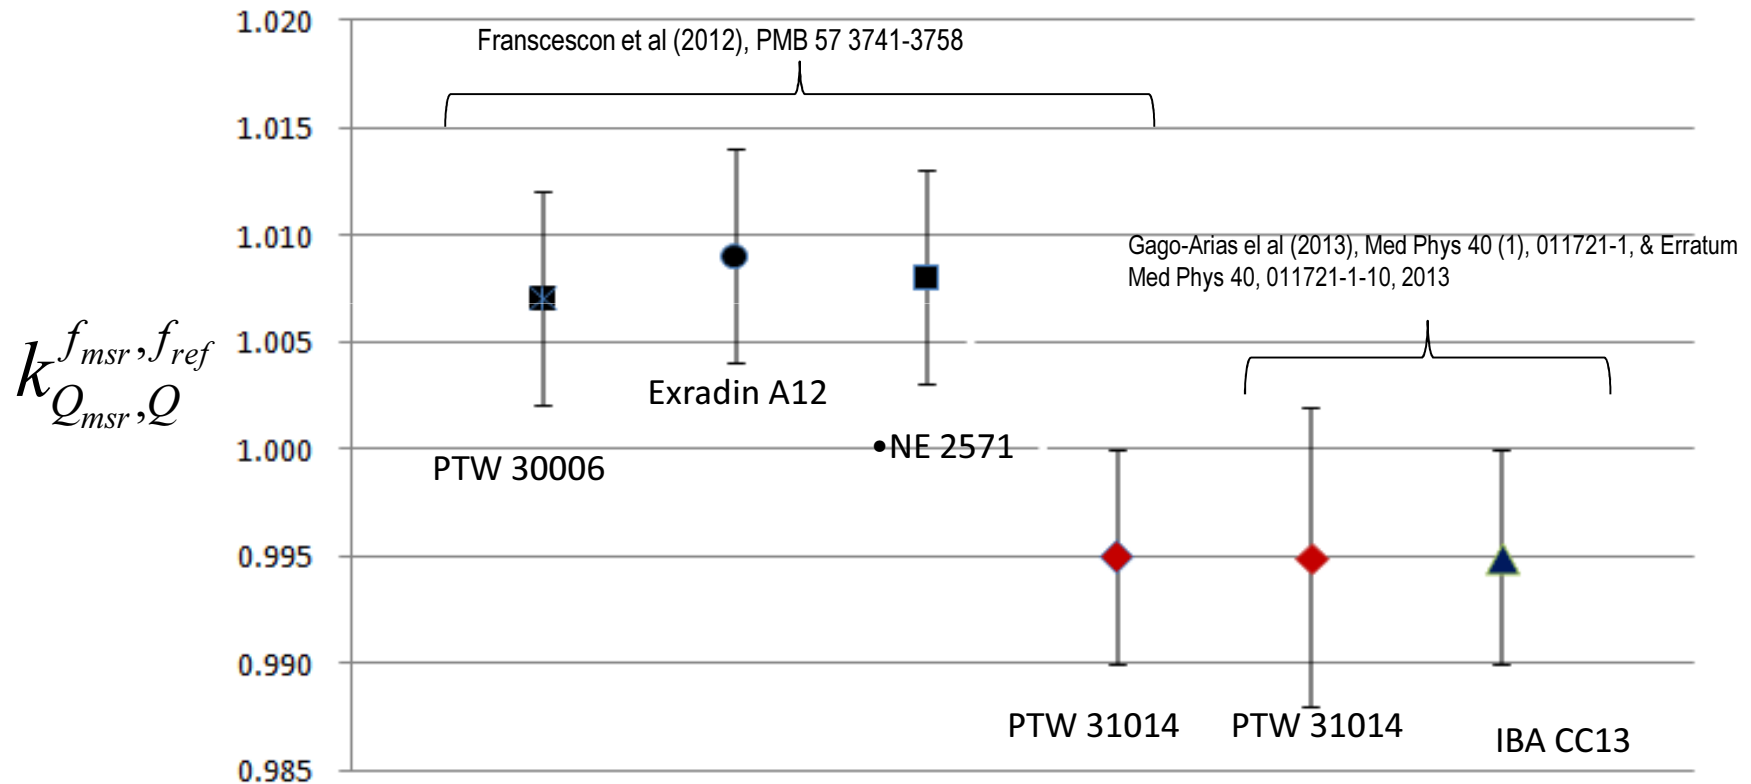 1.020
Franscescon et al (2012), PMB 57 3741-3758
1.015
1.010
Gago-Arias el al (2013), Med Phys 40 (1), 011721-1, & Erratum
Med Phys 40, 011721-1-10, 2013
k f_msr, f_ref Q_msr, Q
1.005
Exradin A12
1.000
•NE 2571
PTW 30006
0.995
0.990
PTW 31014
PTW 31014
IBA CC13
0.985